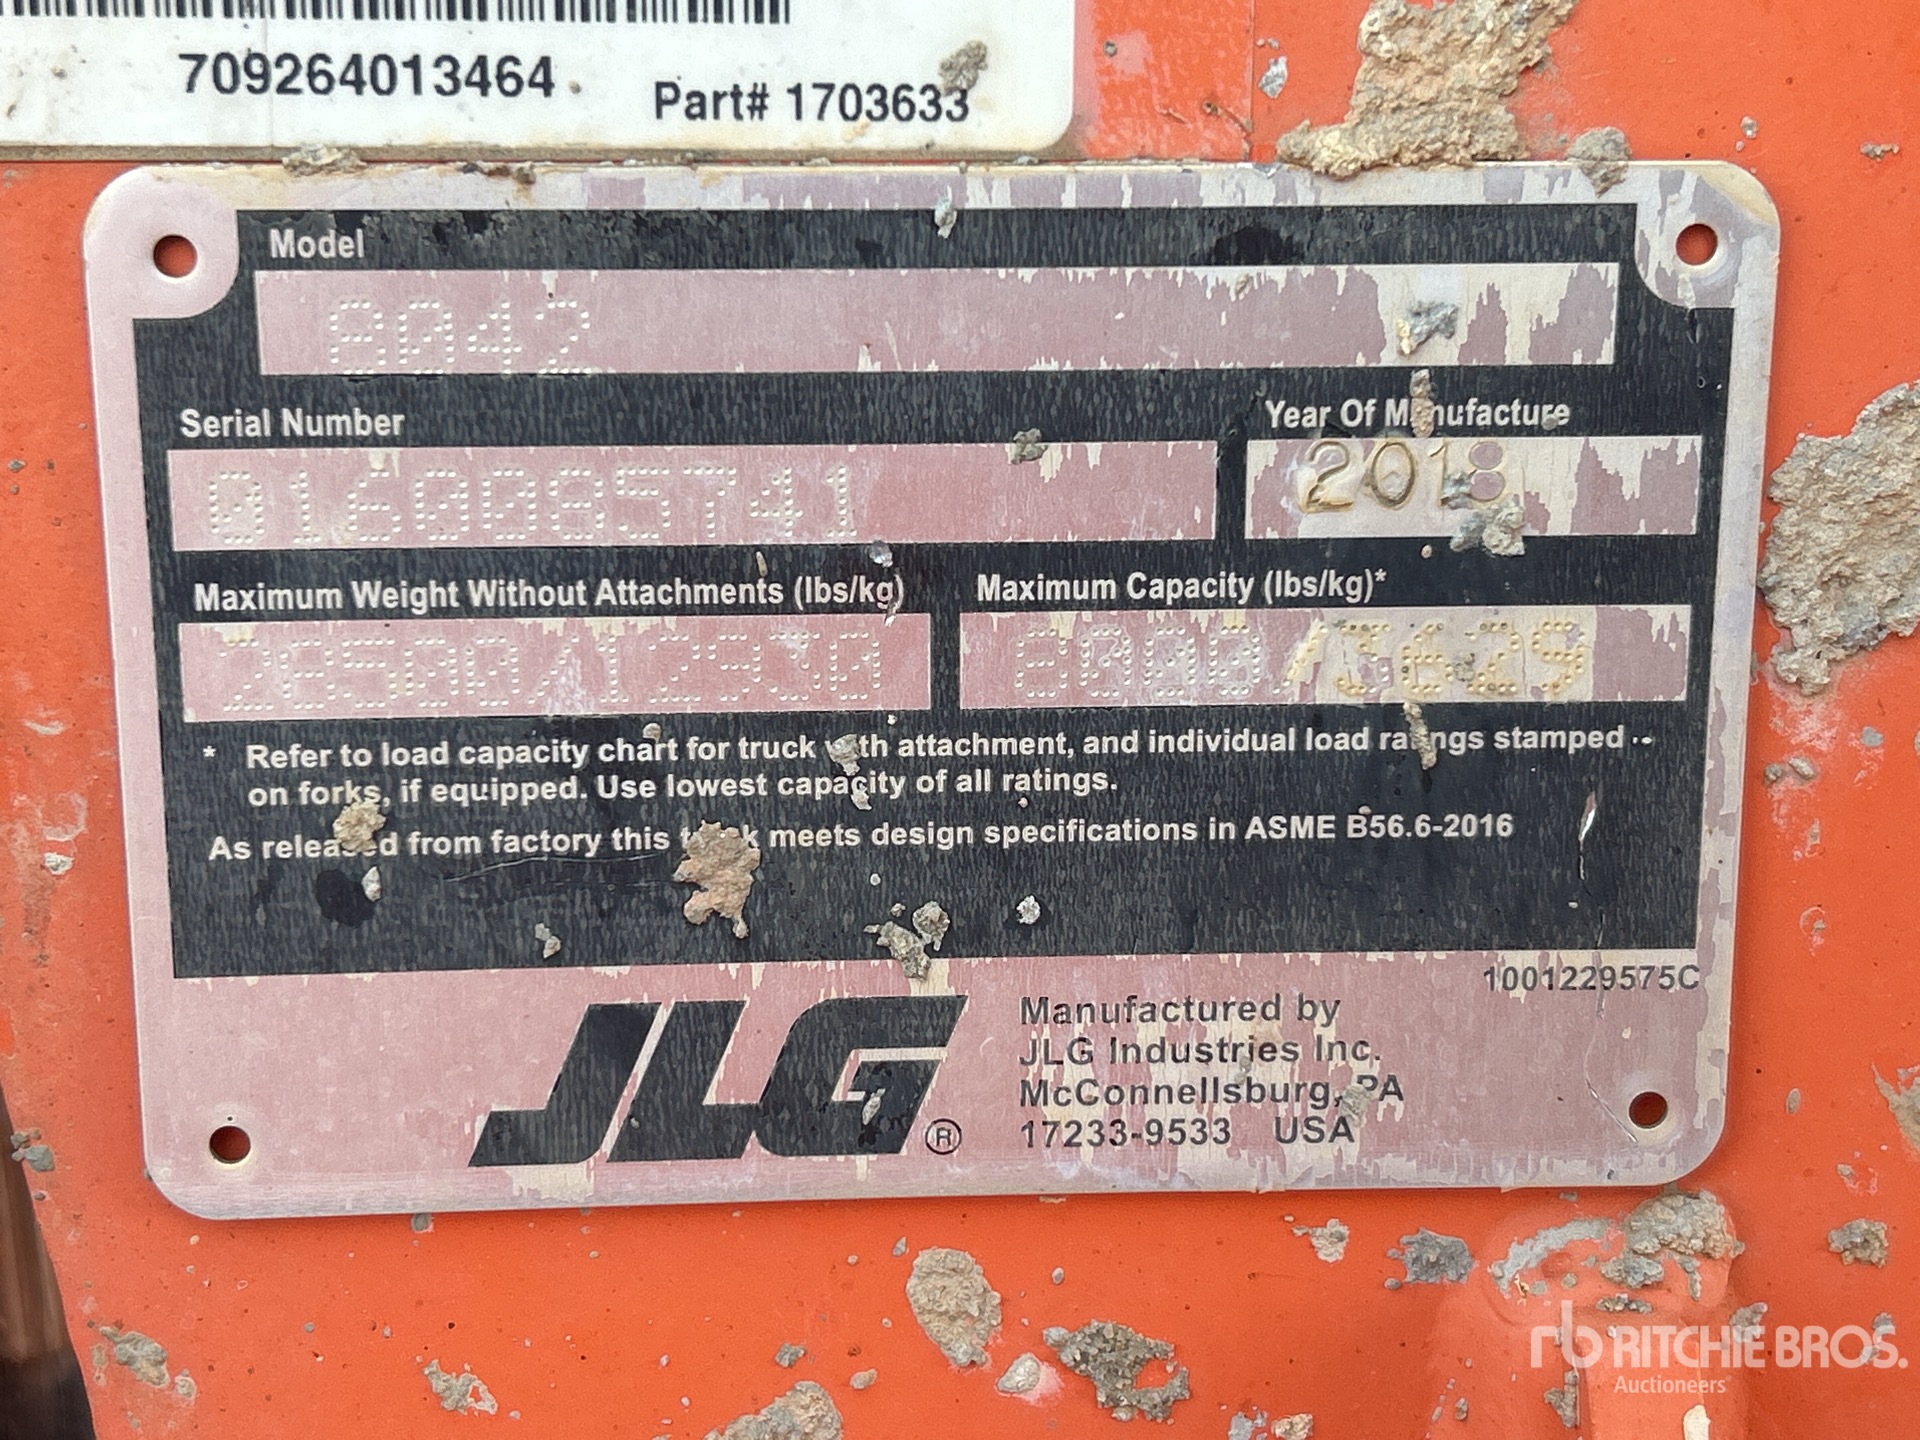 709264013464
Part# 1703633
Model
8042
Serial Number
Year Of Manufacture
0160085741
2018
Maximum Weight Without Attachments (lbs/kg)
Maximum Capacity (lbs/kg)*
28500/12930
8000/3629
* Refer to load capacity chart for truck with attachment, and individual load ratings stamped
on forks, if equipped. Use lowest capacity of all ratings.
As released from factory this truck meets design specifications in ASME B56.6-2016
1001229575C
JLG®
Manufactured by
JLG Industries Inc.
McConnellsburg, PA
17233-9533 USA
rb RITCHIE BROS.
Auctioneers